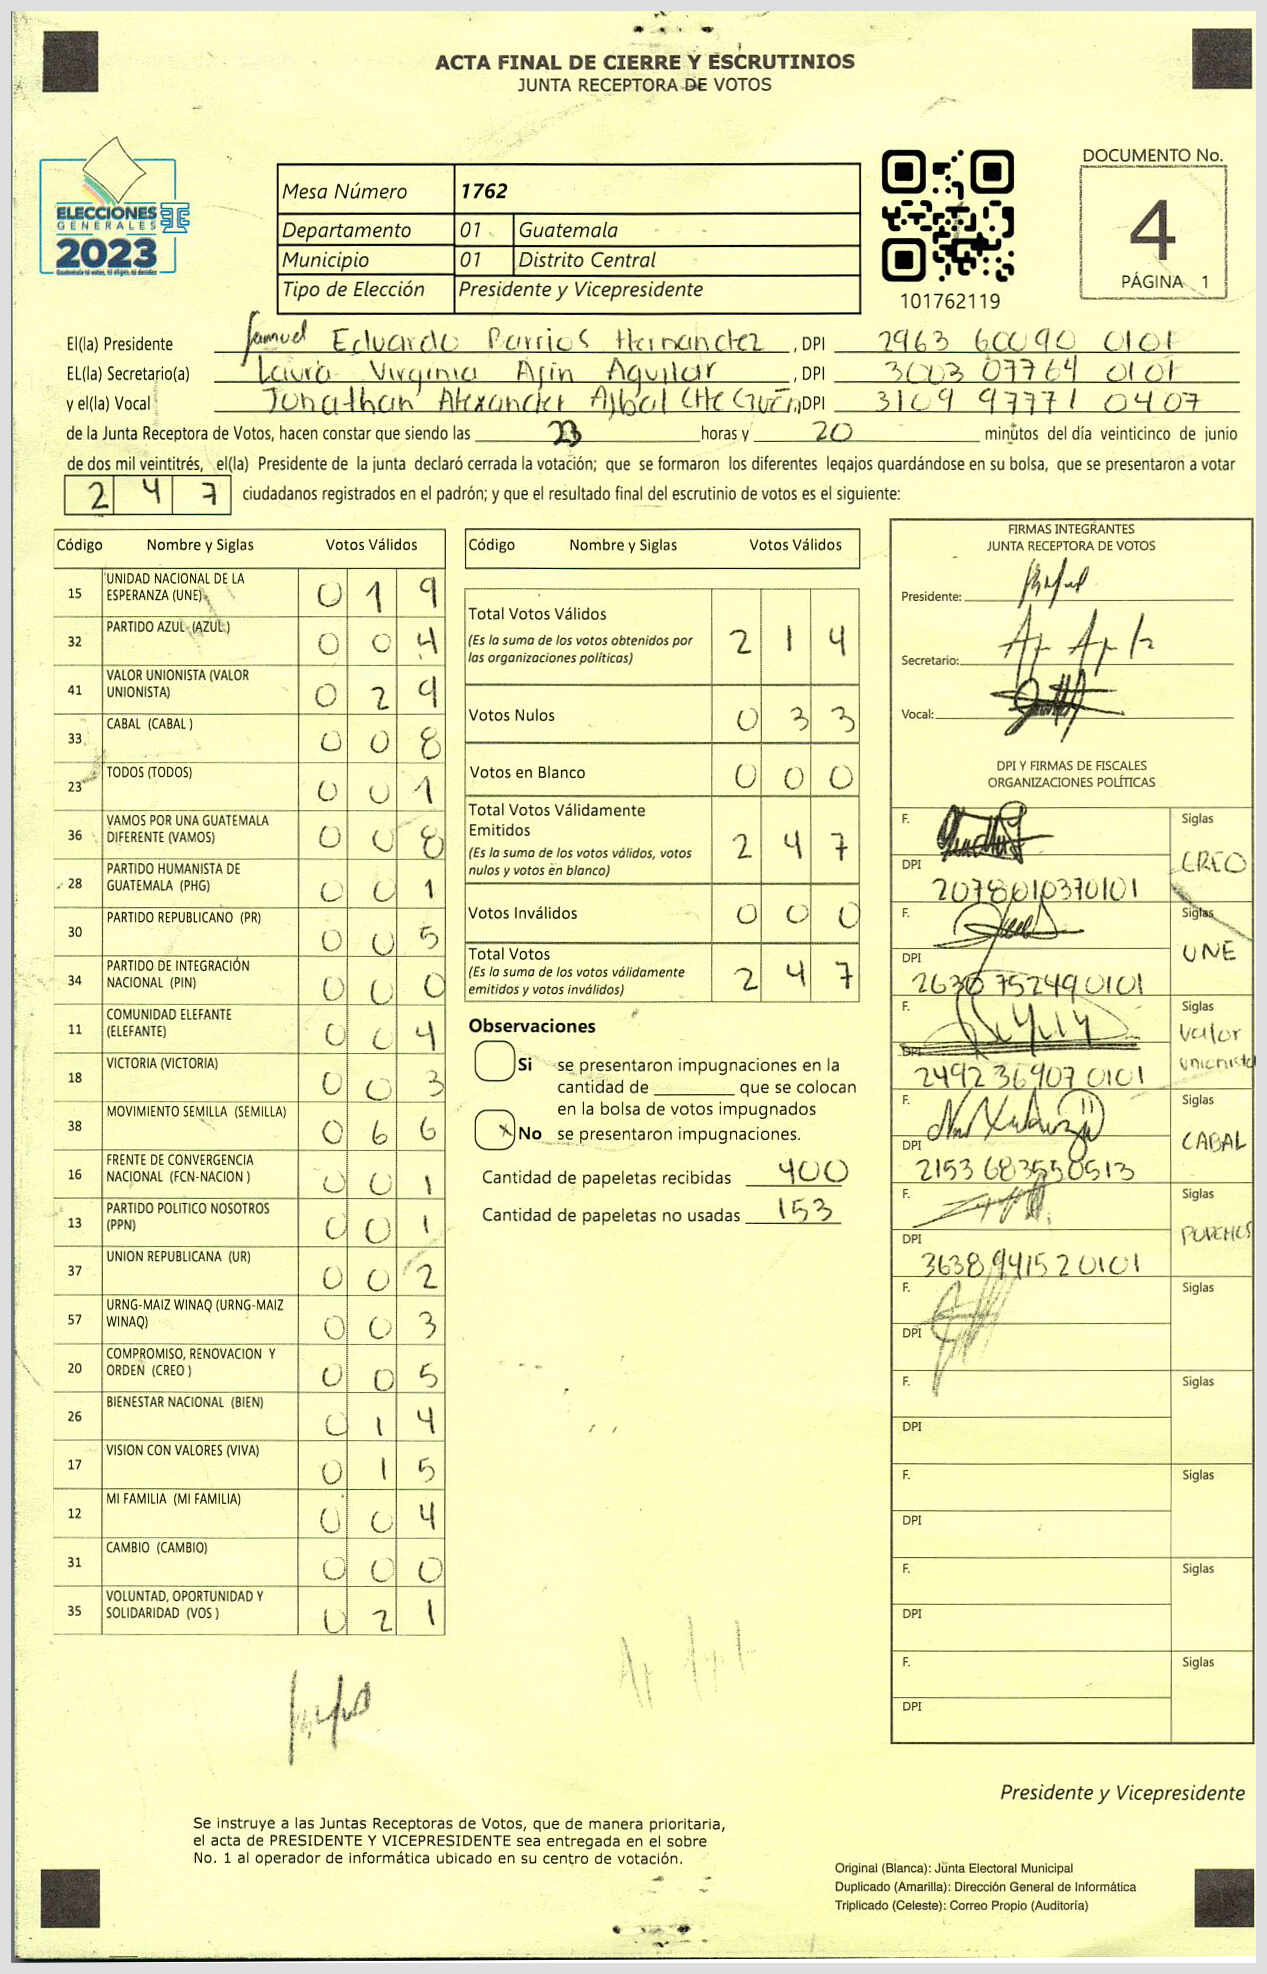 ACTA FINAL DE CIERRE Y ESCRUTINIOS
JUNTA RECEPTORA DE VOTOS
ELECCIONES
GENERALES
2023
Guatemala tú votas, tú eliges, tú decides
Mesa Número 1762
Departamento 01 Guatemala
Municipio 01 Distrito Central
Tipo de Elección Presidente y Vicepresidente
101762119
DOCUMENTO No.
4
PÁGINA 1
El(la) Presidente Samuel Eduardo Barrios Hernandez , DPI 2963 60090 0101
EL(la) Secretario(a) Laura Virginia Ajin Aguilar , DPI 3003 07764 0101
y el(la) Vocal Jonathan Alexander Ajbal ,DPI 3109 97771 0407
de la Junta Receptora de Votos, hacen constar que siendo las 23 horas y 20 minutos del día veinticinco de junio
de dos mil veintitrés, el(la) Presidente de la junta declaró cerrada la votación; que se formaron los diferentes legajos quardándose en su bolsa, que se presentaron a votar
2 4 7 ciudadanos registrados en el padrón; y que el resultado final del escrutinio de votos es el siguiente:
Código Nombre y Siglas Votos Válidos
15 UNIDAD NACIONAL DE LA
ESPERANZA (UNE) 0 1 9
32 PARTIDO AZUL (AZUL) 0 0 4
41 VALOR UNIONISTA (VALOR
UNIONISTA) 0 2 9
33 CABAL (CABAL ) 0 0 8
23 TODOS (TODOS) 0 0 1
36 VAMOS POR UNA GUATEMALA
DIFERENTE (VAMOS) 0 0 8
28 PARTIDO HUMANISTA DE
GUATEMALA (PHG) 0 0 1
30 PARTIDO REPUBLICANO (PR) 0 0 5
34 PARTIDO DE INTEGRACIÓN
NACIONAL (PIN) 0 0 0
11 COMUNIDAD ELEFANTE
(ELEFANTE) 0 0 4
18 VICTORIA (VICTORIA) 0 0 3
38 MOVIMIENTO SEMILLA (SEMILLA) 0 6 6
16 FRENTE DE CONVERGENCIA
NACIONAL (FCN-NACION ) 0 0 1
13 PARTIDO POLITICO NOSOTROS
(PPN) 0 0 1
37 UNION REPUBLICANA (UR) 0 0 2
57 URNG-MAIZ WINAQ (URNG-MAIZ
WINAQ) 0 0 3
20 COMPROMISO, RENOVACION Y
ORDEN (CREO ) 0 0 5
26 BIENESTAR NACIONAL (BIEN) 0 1 4
17 VISION CON VALORES (VIVA) 0 1 5
12 MI FAMILIA (MI FAMILIA) 0 0 4
31 CAMBIO (CAMBIO) 0 0 0
35 VOLUNTAD, OPORTUNIDAD Y
SOLIDARIDAD (VOS ) 0 2 1
Código Nombre y Siglas Votos Válidos
Total Votos Válidos 2 1 4
(Es la suma de los votos obtenidos por
las organizaciones políticas)
Votos Nulos 0 3 3
Votos en Blanco 0 0 0
Total Votos Válidamente
Emitidos 2 4 7
(Es la suma de los votos válidos, votos
nulos y votos en blanco)
Votos Inválidos 0 0 0
Total Votos 2 4 7
(Es la suma de los votos válidamente
emitidos y votos inválidos)
Observaciones
Si se presentaron impugnaciones en la
cantidad de ________ que se colocan
en la bolsa de votos impugnados
x No se presentaron impugnaciones.
Cantidad de papeletas recibidas 400
Cantidad de papeletas no usadas 153
FIRMAS INTEGRANTES
JUNTA RECEPTORA DE VOTOS
Presidente:
Secretario:
Vocal:
DPI Y FIRMAS DE FISCALES
ORGANIZACIONES POLÍTICAS
F. Siglas
CREO
DPI
2078010370101
F. Siglas
UNE
DPI
2630752490101
F. Siglas
Valor
unionista
DPI
2492369070101
F. Siglas
CABAL
DPI
2153683550513
F. Siglas
PODEMOS
DPI
3638941520101
F. Siglas
DPI
F. Siglas
DPI
F. Siglas
DPI
F. Siglas
DPI
F. Siglas
DPI
Presidente y Vicepresidente
Se instruye a las Juntas Receptoras de Votos, que de manera prioritaria,
el acta de PRESIDENTE Y VICEPRESIDENTE sea entregada en el sobre
No. 1 al operador de informática ubicado en su centro de votación.
Original (Blanca): Junta Electoral Municipal
Duplicado (Amarilla): Dirección General de Informática
Triplicado (Celeste): Correo Propio (Auditoría)